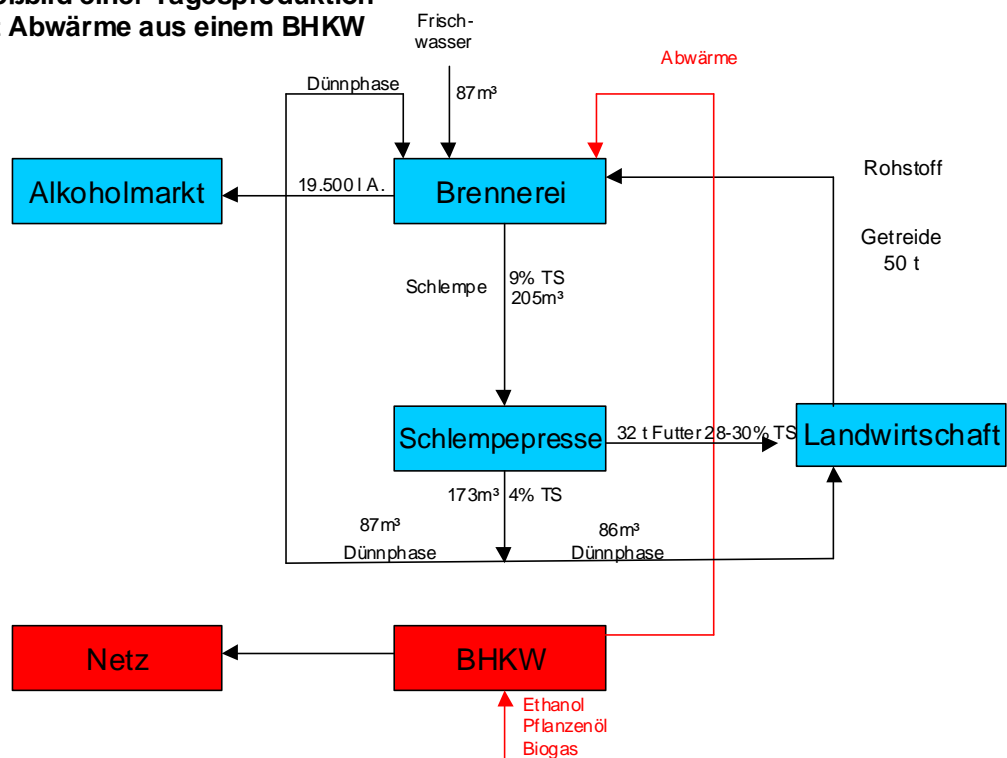 einer Tagesproduktion
Abwärme aus einem BHKW
Frisch-
wasser
Abwärme
Dünnphase
87m³
Alkoholmarkt
19.500 l A.
Brennerei
Rohstoff
Getreide
50 t
Schlempe
9% TS
205m³
Schlempepresse
32 t Futter 28-30% TS
Landwirtschaft
173m³ 4% TS
87m³
Dünnphase
86m³
Dünnphase
Netz
BHKW
Ethanol
Pflanzenöl
Biogas